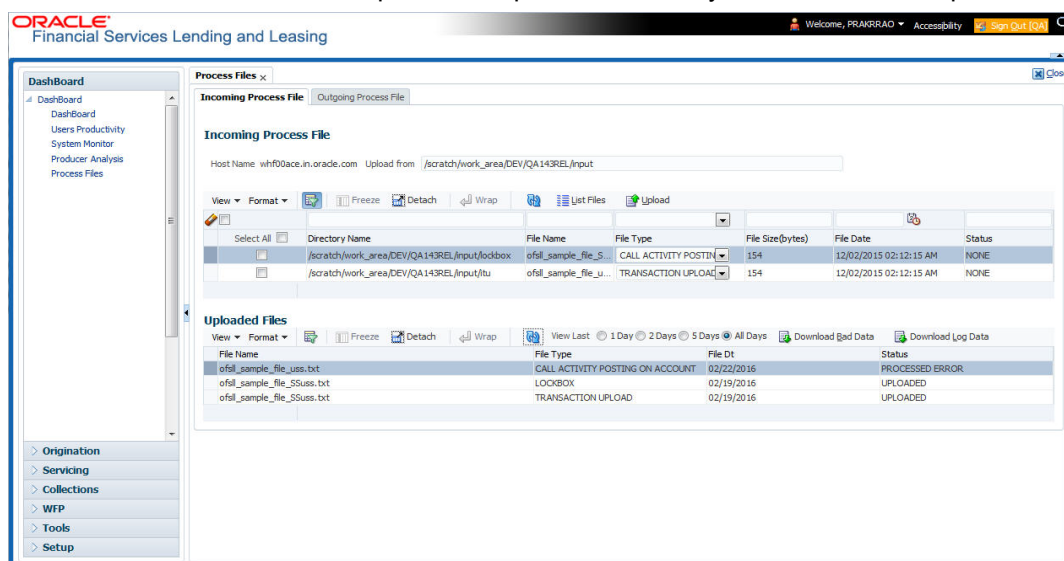 ORACLE'
Financial Services Lending and Leasing
Welcome, PRAKRRAO Accessibility Sign Out [QA]
DashBoard
DashBoard
DashBoard
Users Productivity
System Monitor
Producer Analysis
Process Files
Origination
Servicing
Collections
WFP
Tools
Setup
Process Files x
Incoming Process File Outgoing Process File
Incoming Process File
Host Name whf00ace.in.oracle.com Upload from /scratch/work_area/DEV/QA143REL/input
View Format Freeze Detach Wrap List Files Upload
Select All Directory Name File Name File Type File Size(bytes) File Date Status
/scratch/work_area/DEV/QA143REL/input/lockbox ofsll_sample_file_S... CALL ACTIVITY POSTIN 154 12/02/2015 02:12:15 AM NONE
/scratch/work_area/DEV/QA143REL/input/itu ofsll_sample_file_u... TRANSACTION UPLOAD 154 12/02/2015 02:12:15 AM NONE
Uploaded Files
View Format Freeze Detach Wrap View Last 1 Day 2 Days 5 Days All Days Download Bad Data Download Log Data
File Name File Type File Dt Status
ofsll_sample_file_uss.txt CALL ACTIVITY POSTING ON ACCOUNT 02/22/2016 PROCESSED ERROR
ofsll_sample_file_SSuss.txt LOCKBOX 02/19/2016 UPLOADED
ofsll_sample_file_SSuss.txt TRANSACTION UPLOAD 02/19/2016 UPLOADED